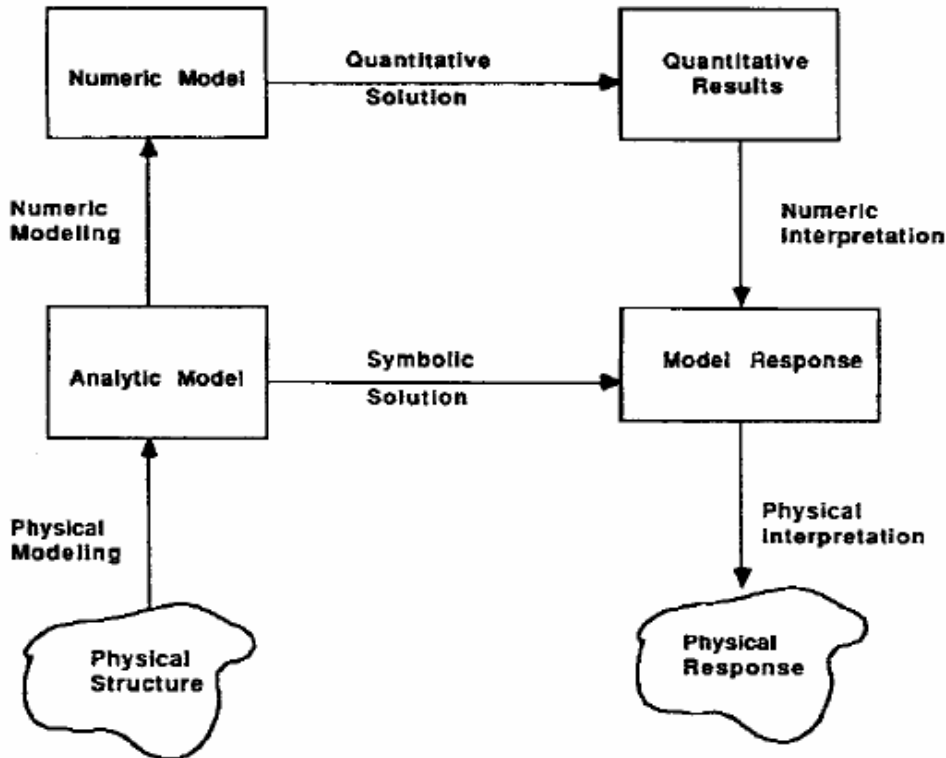 Numeric Model
Quantitative
Solution
Quantitative
Results
Numeric
Modeling
Numeric
Interpretation
Analytic Model
Symbolic
Solution
Model Response
Physical
Modeling
Physical
Interpretation
Physical
Structure
Physical
Response